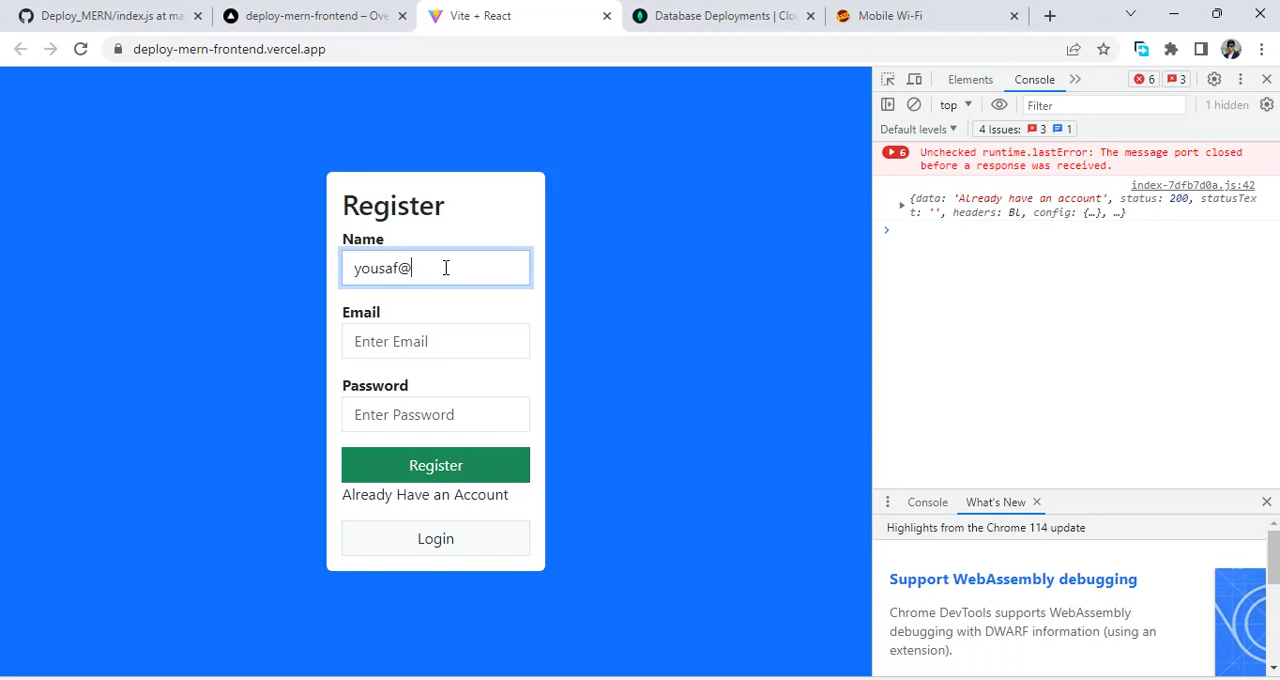 Deploy_MERN/index.js at ma
deploy-mern-frontend – Ove
Vite + React
Database Deployments | Clo
Mobile Wi-Fi
deploy-mern-frontend.vercel.app
Elements
Console
6
3
top
Filter
1 hidden
Default levels
4 Issues:
3
1
6
Unchecked runtime.lastError: The message port closed
before a response was received.
index-7dfb7d0a.js:42
{data: 'Already have an account', status: 200, statusTex
t: '', headers: Bl, config: {…}, …}
Register
Name
yousaf@
Email
Enter Email
Password
Enter Password
Register
Already Have an Account
Login
Console
What's New
Highlights from the Chrome 114 update
Support WebAssembly debugging
Chrome DevTools supports WebAssembly
debugging with DWARF information (using an
extension).